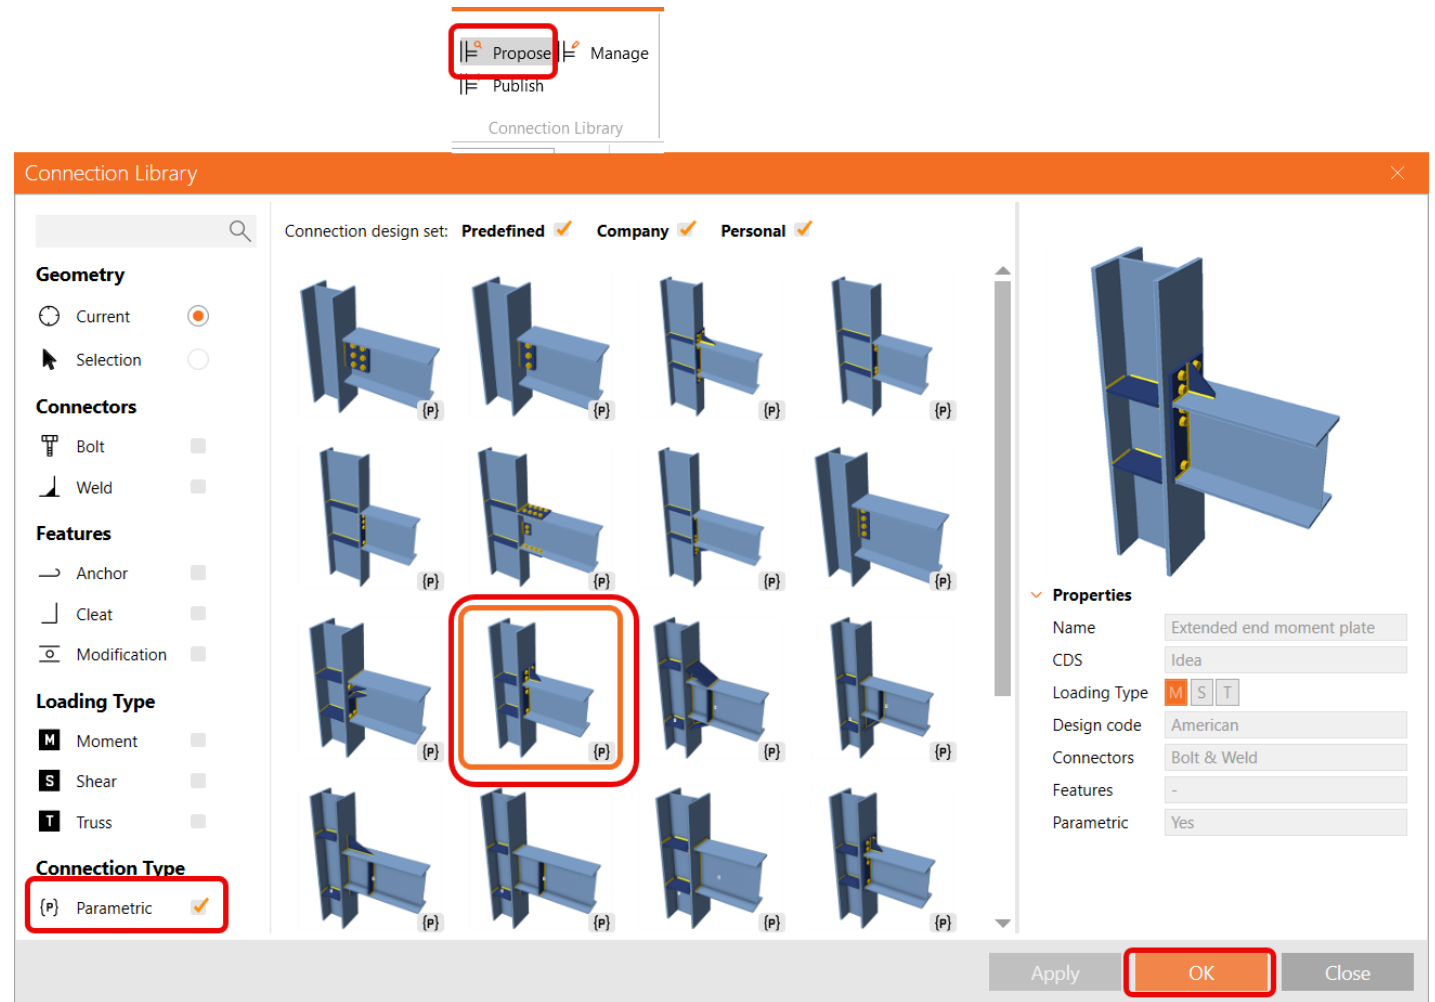 Propose Manage
Publish
Connection Library
Connection Library
Connection design set: Predefined Company Personal
Geometry
Current
Selection
Connectors
Bolt
Weld
Features
Anchor
Cleat
Modification
Loading Type
M Moment
S Shear
T Truss
Connection Type
{P} Parametric
{P} {P} {P} {P}
{P} {P} {P} {P}
{P} {P} {P} {P}
{P} {P} {P} {P}
Properties
Name Extended end moment plate
CDS Idea
Loading Type M S T
Design code American
Connectors Bolt & Weld
Features -
Parametric Yes
Apply OK Close